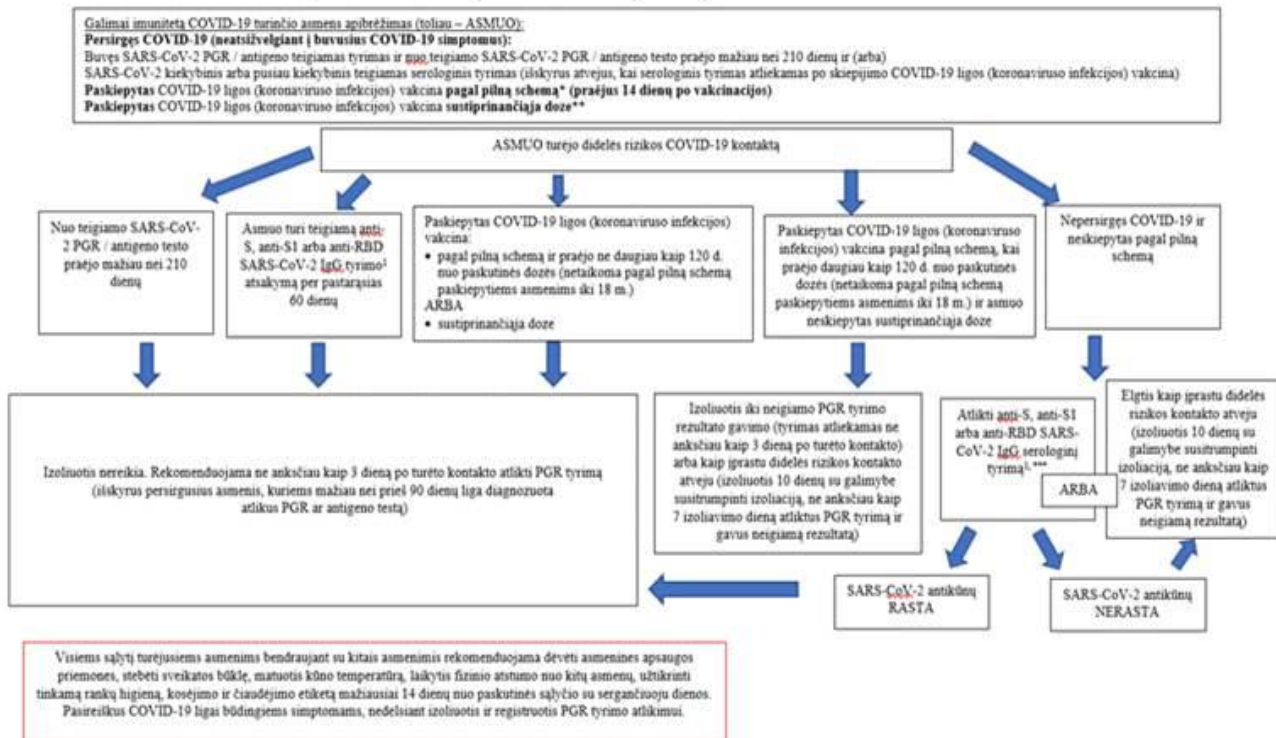 Galimai imunitetą COVID-19 turinčio asmens apibrėžimas (toliau – ASMUO):
Persirgęs COVID-19 (neatsižvelgiant į buvusius COVID-19 simptomus):
Buvęs SARS-CoV-2 PGR / antigeno teigiamas tyrimas ir nuo teigiamo SARS-CoV-2 PGR / antigeno testo praėjo mažiau nei 210 dienų ir (arba)
SARS-CoV-2 kiekybinis arba pusiau kiekybinis teigiamas serologinis tyrimas (išskyrus atvejus, kai serologinis tyrimas atliekamas po skiepijimo COVID-19 ligos (koronaviruso infekcijos) vakcina)
Paskiepytas COVID-19 ligos (koronaviruso infekcijos) vakcina pagal pilną schemą* (praėjus 14 dienų po vakcinacijos)
Paskiepytas COVID-19 ligos (koronaviruso infekcijos) vakcina sustiprinančiąja doze**
ASMUO turėjo didelės rizikos COVID-19 kontaktą
Nuo teigiamo SARS-CoV-
2 PGR / antigeno testo
praėjo mažiau nei 210
dienų
Asmuo turi teigiamą anti-
S, anti-S1 arba anti-RBD
SARS-CoV-2 IgG tyrimo¹
atsakymą per pastarąsias
60 dienų
Paskiepytas COVID-19 ligos (koronaviruso infekcijos)
vakcina:
• pagal pilną schemą ir praėjo ne daugiau kaip 120 d.
nuo paskutinės dozės (netaikoma pagal pilną schemą
paskiepytiems asmenims iki 18 m.)
ARBA
• sustiprinančiąja doze
Paskiepytas COVID-19 ligos (koronaviruso
infekcijos) vakcina pagal pilną schemą, kai
praėjo daugiau kaip 120 d. nuo paskutinės
dozės (netaikoma pagal pilną schemą
paskiepytiems asmenims iki 18 m.) ir asmuo
neskiepytas sustiprinančiąja doze
Nepersirgęs COVID-19 ir
neskiepytas pagal pilną
schemą
Izoliuotis nereikia. Rekomenduojama ne anksčiau kaip 3 dieną po turėto kontakto atlikti PGR tyrimą
(išskyrus persirgusius asmenis, kuriems mažiau nei prieš 90 dienų liga diagnozuota
atlikus PGR ar antigeno testą)
Izoliuotis iki neigiamo PGR tyrimo
rezultato gavimo (tyrimas atliekamas ne
anksčiau kaip 3 dieną po turėto kontakto)
arba kaip įprastu didelės rizikos kontakto
atveju (izoliuotis 10 dienų su galimybe
susitrumpinti izoliaciją, ne anksčiau kaip
7 izoliavimo dieną atliktus PGR tyrimą ir
gavus neigiamą rezultatą)
Atlikti anti-S, anti-S1
arba anti-RBD SARS-
CoV-2 IgG serologinį
tyrimą¹, ***
ARBA
Elgtis kaip įprastu didelės
rizikos kontakto atveju
(izoliuotis 10 dienų su
galimybe susitrumpinti
izoliaciją, ne anksčiau kaip
7 izoliavimo dieną atliktus
PGR tyrimą ir gavus
neigiamą rezultatą)
SARS-CoV-2 antikūnų
RASTA
SARS-CoV-2 antikūnų
NERASTA
Visiems sąlytį turėjusiems asmenims bendraujant su kitais asmenimis rekomenduojama dėvėti asmenines apsaugos
priemones, stebėti sveikatos būklę, matuotis kūno temperatūrą, laikytis fizinio atstumo nuo kitų asmenų, užtikrinti
tinkamą rankų higieną, kosėjimo ir čiaudėjimo etiketą mažiausiai 14 dienų nuo paskutinės sąlyčio su sergančiuoju dienos.
Pasireiškus COVID-19 ligai būdingiems simptomams, nedelsiant izoliuotis ir registruotis PGR tyrimo atlikimui.